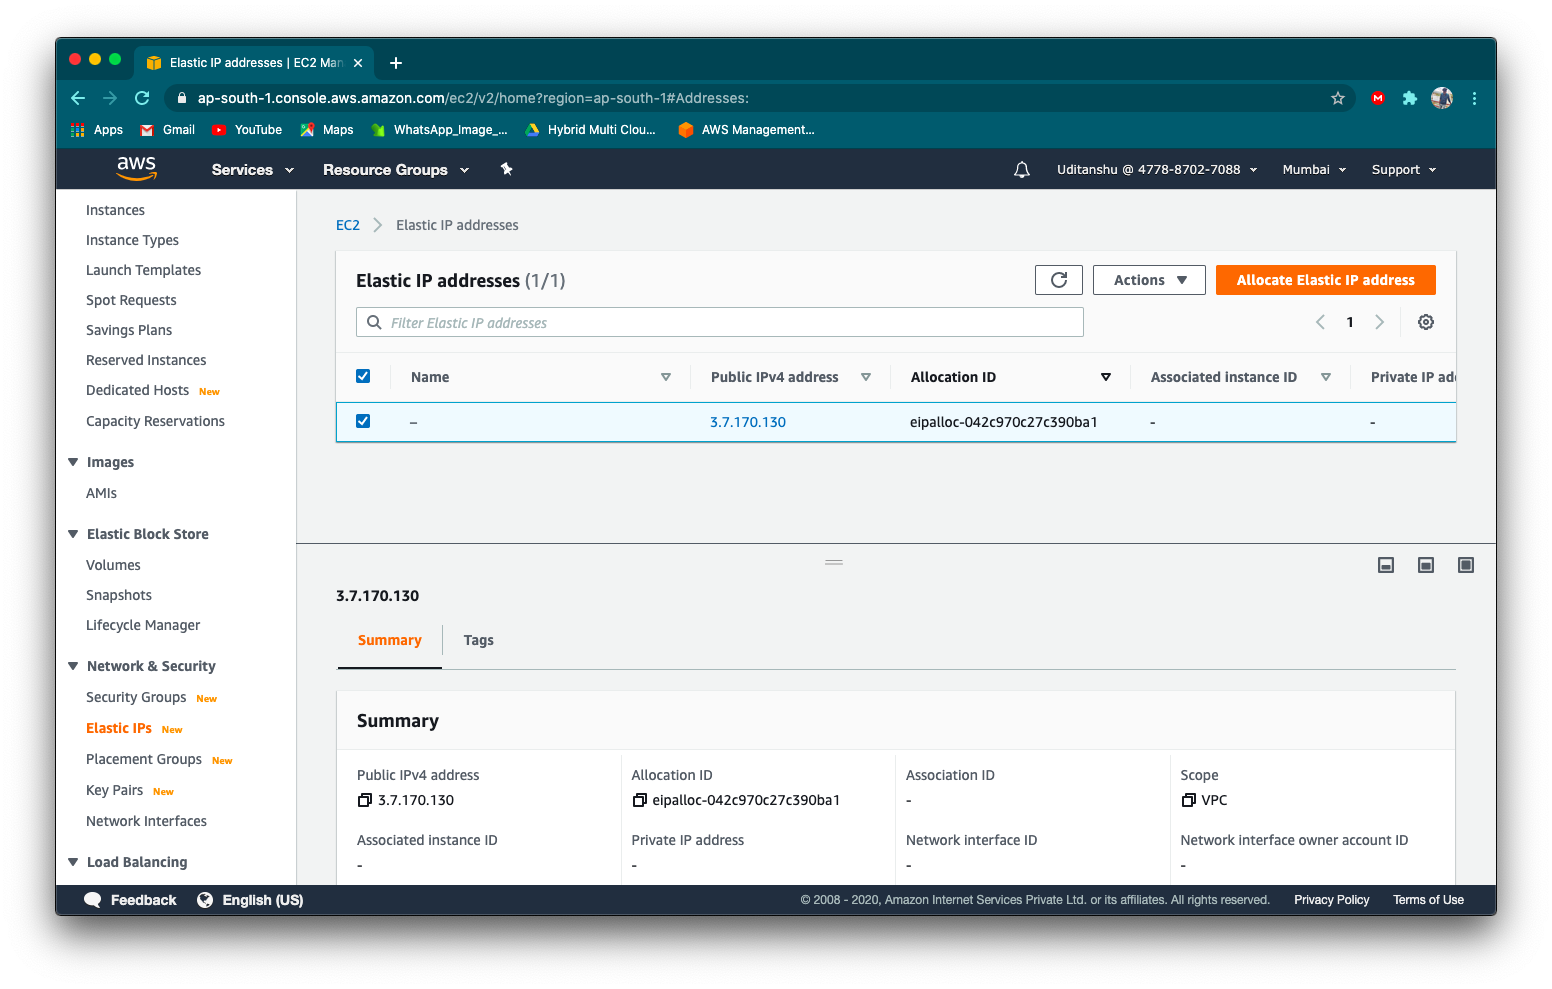 Elastic IP addresses | EC2 Man
ap-south-1.console.aws.amazon.com/ec2/v2/home?region=ap-south-1#Addresses:
Apps Gmail YouTube Maps WhatsApp_Image_... Hybrid Multi Clou... AWS Management...
aws Services Resource Groups Uditanshu @ 4778-8702-7088 Mumbai Support
Instances
Instance Types
Launch Templates
Spot Requests
Savings Plans
Reserved Instances
Dedicated Hosts New
Capacity Reservations
Images
AMIs
Elastic Block Store
Volumes
Snapshots
Lifecycle Manager
Network & Security
Security Groups New
Elastic IPs New
Placement Groups New
Key Pairs New
Network Interfaces
Load Balancing
EC2 Elastic IP addresses
Elastic IP addresses (1/1) Actions Allocate Elastic IP address
Filter Elastic IP addresses 1
Name Public IPv4 address Allocation ID Associated instance ID Private IP ad
– 3.7.170.130 eipalloc-042c970c27c390ba1 - -
3.7.170.130
Summary Tags
Summary
Public IPv4 address Allocation ID Association ID Scope
3.7.170.130 eipalloc-042c970c27c390ba1 - VPC
Associated instance ID Private IP address Network interface ID Network interface owner account ID
- - - -
Feedback English (US) © 2008 - 2020, Amazon Internet Services Private Ltd. or its affiliates. All rights reserved. Privacy Policy Terms of Use